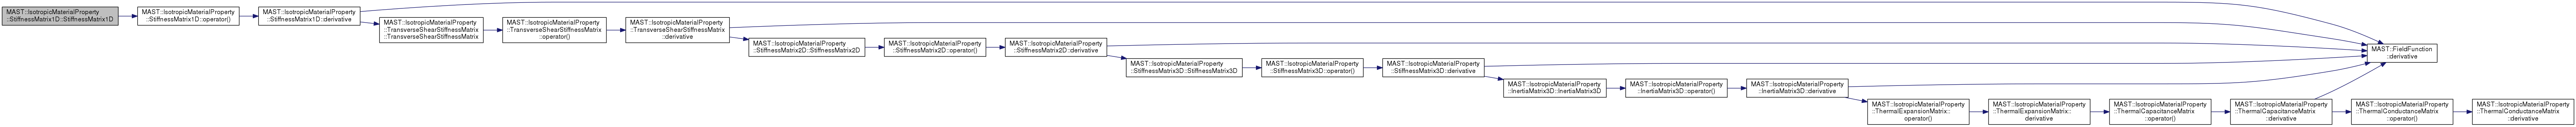 MAST::IsotropicMaterialProperty
::StiffnessMatrix1D::StiffnessMatrix1D
MAST::IsotropicMaterialProperty
::StiffnessMatrix1D::operator()
MAST::IsotropicMaterialProperty
::StiffnessMatrix1D::derivative
MAST::IsotropicMaterialProperty
::TransverseShearStiffnessMatrix
::TransverseShearStiffnessMatrix
MAST::IsotropicMaterialProperty
::TransverseShearStiffnessMatrix
::operator()
MAST::IsotropicMaterialProperty
::TransverseShearStiffnessMatrix
::derivative
MAST::IsotropicMaterialProperty
::StiffnessMatrix2D::StiffnessMatrix2D
MAST::IsotropicMaterialProperty
::StiffnessMatrix2D::operator()
MAST::IsotropicMaterialProperty
::StiffnessMatrix2D::derivative
MAST::IsotropicMaterialProperty
::StiffnessMatrix3D::StiffnessMatrix3D
MAST::IsotropicMaterialProperty
::StiffnessMatrix3D::operator()
MAST::IsotropicMaterialProperty
::StiffnessMatrix3D::derivative
MAST::IsotropicMaterialProperty
::InertiaMatrix3D::InertiaMatrix3D
MAST::IsotropicMaterialProperty
::InertiaMatrix3D::operator()
MAST::IsotropicMaterialProperty
::InertiaMatrix3D::derivative
MAST::IsotropicMaterialProperty
::ThermalExpansionMatrix::
operator()
MAST::IsotropicMaterialProperty
::ThermalExpansionMatrix::
derivative
MAST::IsotropicMaterialProperty
::ThermalCapacitanceMatrix
::operator()
MAST::IsotropicMaterialProperty
::ThermalCapacitanceMatrix
::derivative
MAST::FieldFunction
::derivative
MAST::IsotropicMaterialProperty
::ThermalConductanceMatrix
::operator()
MAST::IsotropicMaterialProperty
::ThermalConductanceMatrix
::derivative